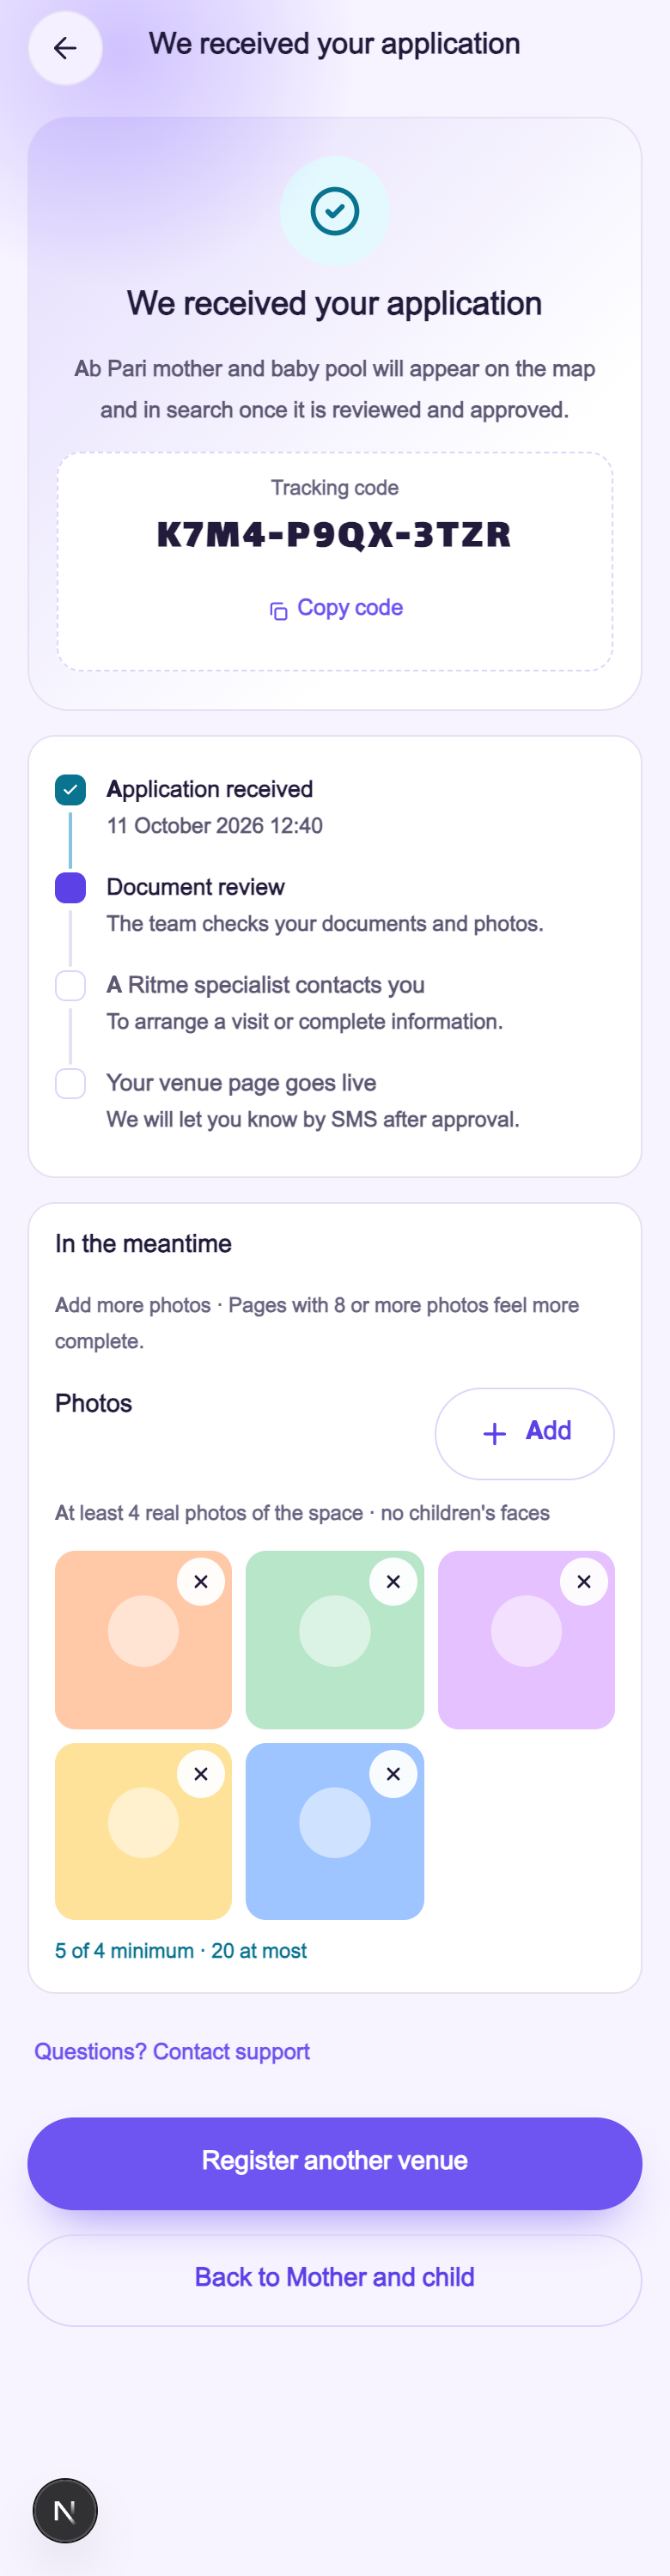 We received your application
We received your application
Ab Pari mother and baby pool will appear on the map
and in search once it is reviewed and approved.
Tracking code
K7M4-P9QX-3TZR
Copy code
Application received
11 October 2026 12:40
Document review
The team checks your documents and photos.
A Ritme specialist contacts you
To arrange a visit or complete information.
Your venue page goes live
We will let you know by SMS after approval.
In the meantime
Add more photos · Pages with 8 or more photos feel more
complete.
Photos
Add
At least 4 real photos of the space · no children's faces
5 of 4 minimum · 20 at most
Questions? Contact support
Register another venue
Back to Mother and child
N